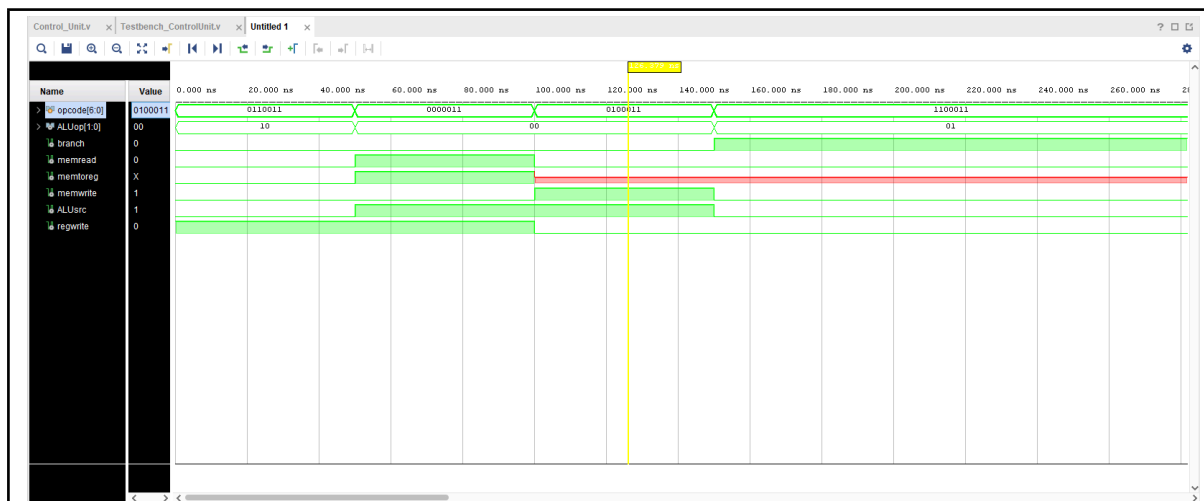 Control_Unit.v × Testbench_ControlUnit.v × Untitled 1 ×
Name Value 0.000 ns 20.000 ns 40.000 ns 60.000 ns 80.000 ns 100.000 ns 120.000 ns 140.000 ns 160.000 ns 180.000 ns 200.000 ns 220.000 ns 240.000 ns 260.000 ns
opcode[6:0] 0100011 0110011 0000011 0100011 1100011
ALUop[1:0] 00 10 00 01
branch 0
memread 0
memtoreg X
memwrite 1
ALUsrc 1
regwrite 0